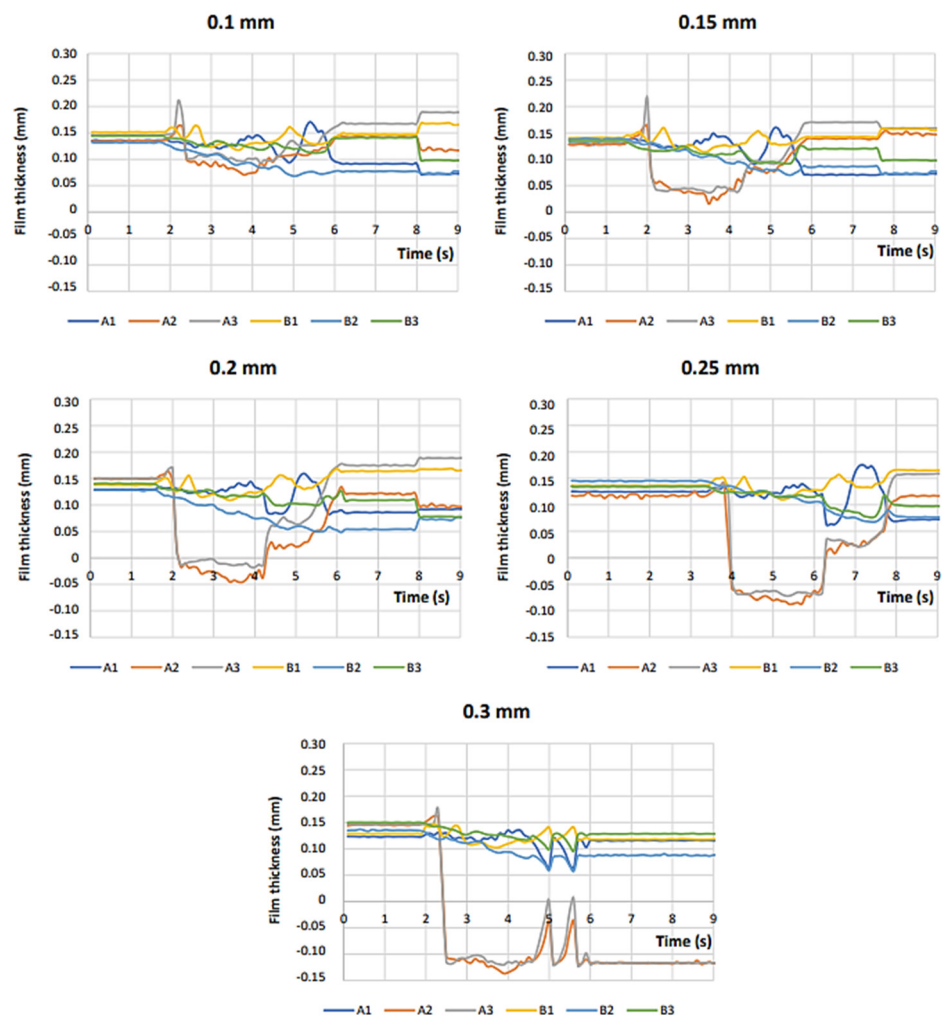 0.1 mm
0.15 mm
Film thickness (mm)
0.30
0.25
0.20
0.15
0.10
0.05
0
-0.05
-0.10
-0.15
0 1 2 3 4 5 6 7 8 9
Time (s)
A1 A2 A3 B1 B2 B3
Film thickness (mm)
0.30
0.25
0.20
0.15
0.10
0.05
0
-0.05
-0.10
-0.15
0 1 2 3 4 5 6 7 8 9
Time (s)
A1 A2 A3 B1 B2 B3
0.2 mm
0.25 mm
Film thickness (mm)
0.30
0.25
0.20
0.15
0.10
0.05
0
-0.05
-0.10
-0.15
0 1 2 3 4 5 6 7 8 9
Time (s)
A1 A2 A3 B1 B2 B3
Film thickness (mm)
0.30
0.25
0.20
0.15
0.10
0.05
0
-0.05
-0.10
-0.15
0 1 2 3 4 5 6 7 8 9
Time (s)
A1 A2 A3 B1 B2 B3
0.3 mm
Film thickness (mm)
0.30
0.25
0.20
0.15
0.10
0.05
0
-0.05
-0.10
-0.15
0 1 2 3 4 5 6 7 8 9
Time (s)
A1 A2 A3 B1 B2 B3